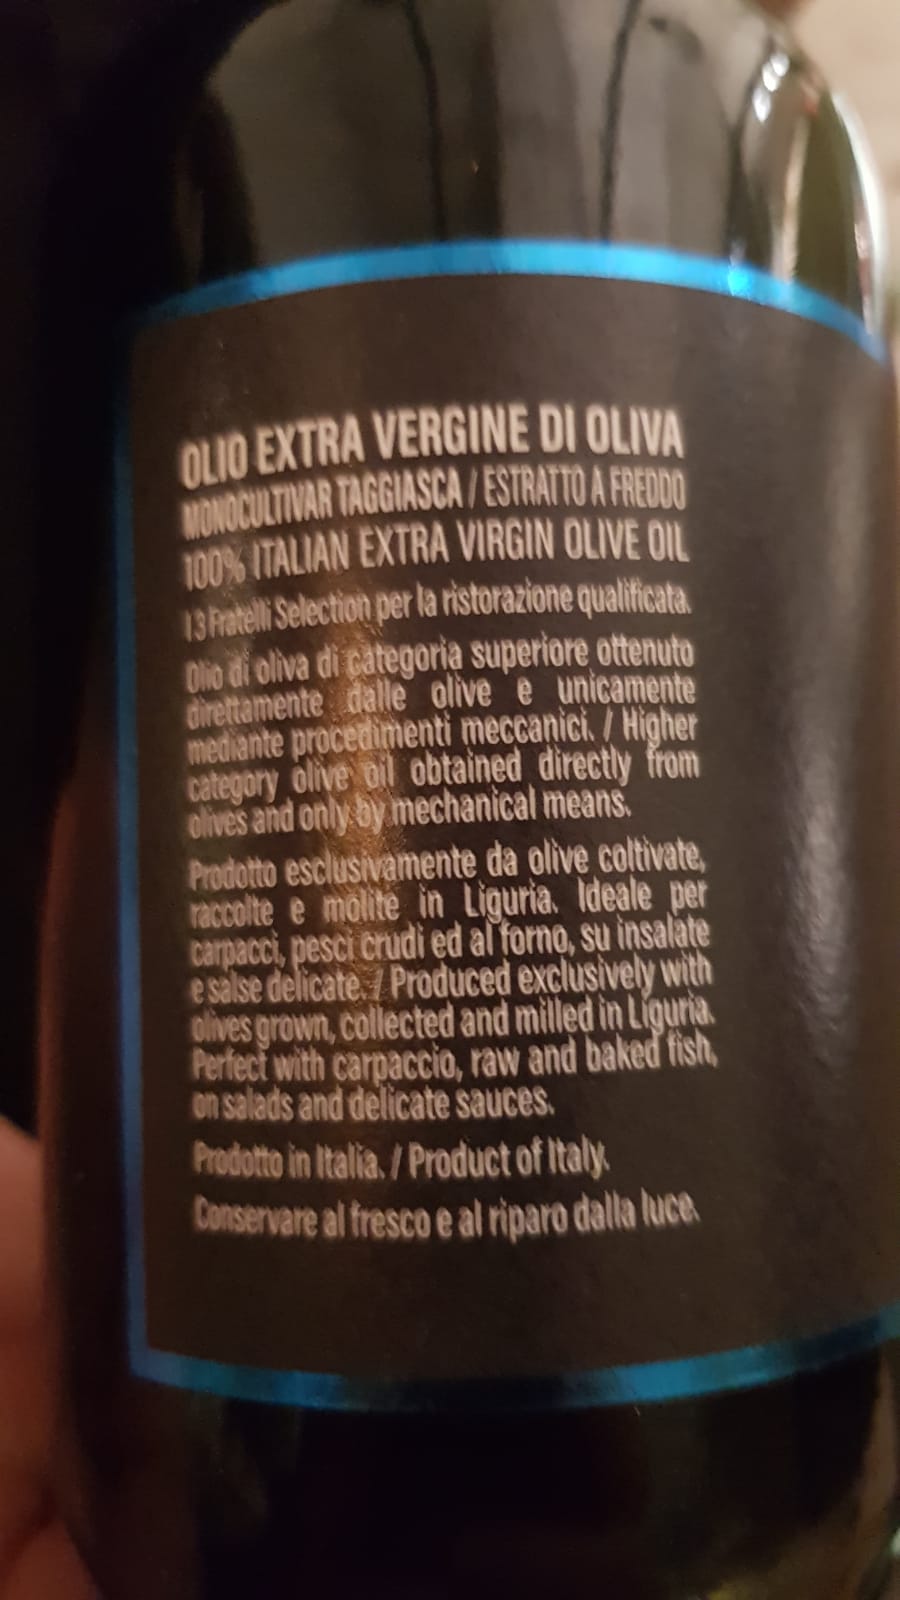 OLIO EXTRA VERGINE DI OLIVA
MONOCULTIVAR TAGGIASCA / ESTRATTO A FREDDO
100% ITALIAN EXTRA VIRGIN OLIVE OIL
I 3 Fratelli Selection per la ristorazione qualificata.
Olio di oliva di categoria superiore ottenuto
direttamente dalle olive e unicamente
mediante procedimenti meccanici. / Higher
category olive oil obtained directly from
olives and only by mechanical means.
Prodotto esclusivamente da olive coltivate,
raccolte e molite in Liguria. Ideale per
carpacci, pesci crudi ed al forno, su insalate
e salse delicate. / Produced exclusively with
olives grown, collected and milled in Liguria.
Perfect with carpaccio, raw and baked fish,
on salads and delicate sauces.
Prodotto in Italia. / Product of Italy.
Conservare al fresco e al riparo dalla luce.